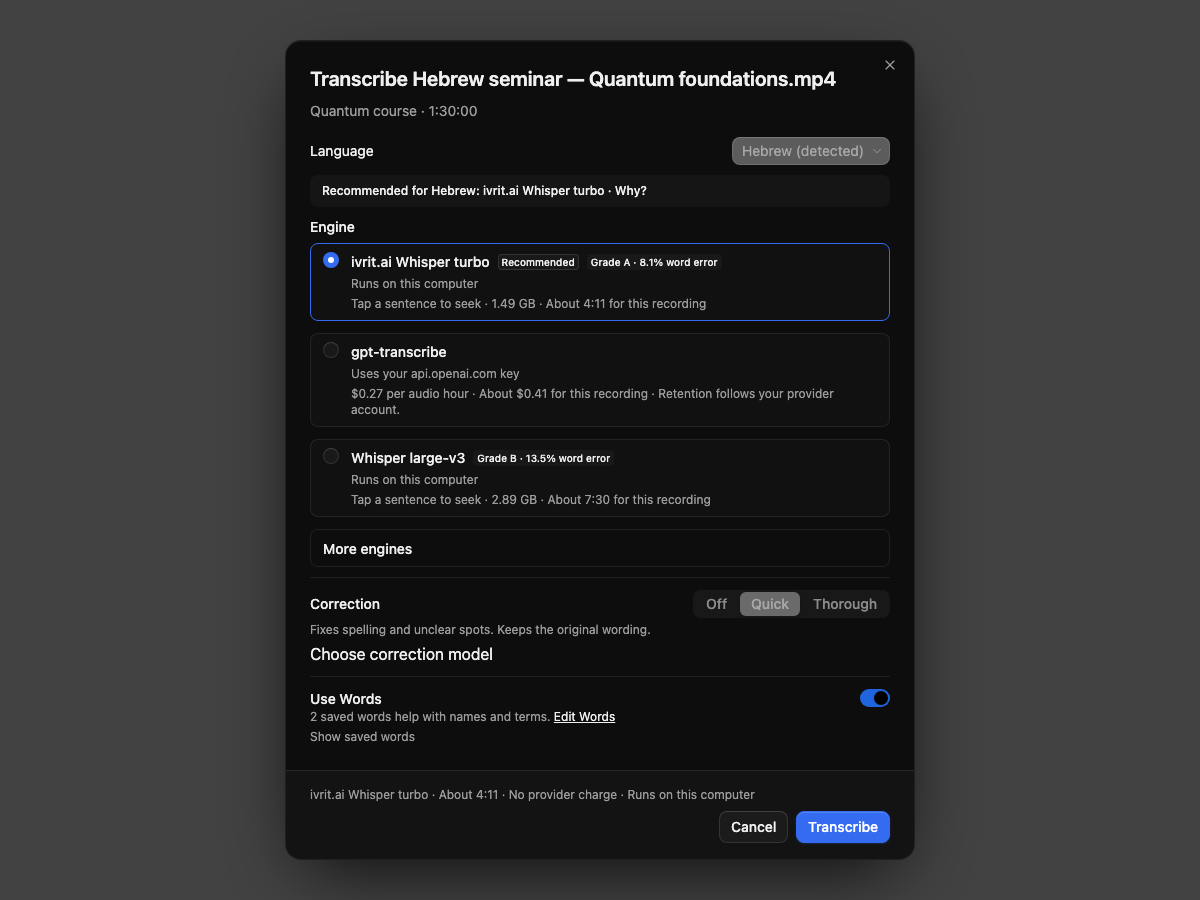 Transcribe Hebrew seminar — Quantum foundations.mp4
Quantum course · 1:30:00
Language
Hebrew (detected)
Recommended for Hebrew: ivrit.ai Whisper turbo · Why?
Engine
ivrit.ai Whisper turbo Recommended Grade A · 8.1% word error
Runs on this computer
Tap a sentence to seek · 1.49 GB · About 4:11 for this recording
gpt-transcribe
Uses your api.openai.com key
$0.27 per audio hour · About $0.41 for this recording · Retention follows your provider
account.
Whisper large-v3 Grade B · 13.5% word error
Runs on this computer
Tap a sentence to seek · 2.89 GB · About 7:30 for this recording
More engines
Correction
Off Quick Thorough
Fixes spelling and unclear spots. Keeps the original wording.
Choose correction model
Use Words
2 saved words help with names and terms. Edit Words
Show saved words
ivrit.ai Whisper turbo · About 4:11 · No provider charge · Runs on this computer
Cancel Transcribe